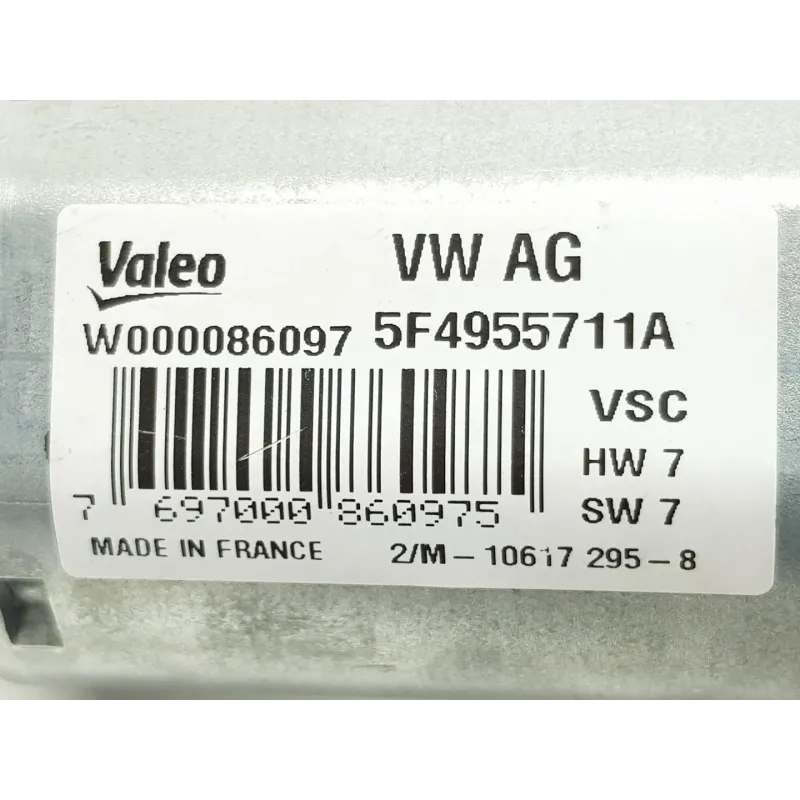 Valeo VW AG
W000086097 5F4955711A
VSC
HW 7
7 697000 860975 SW 7
MADE IN FRANCE 2/M-10617 295-8